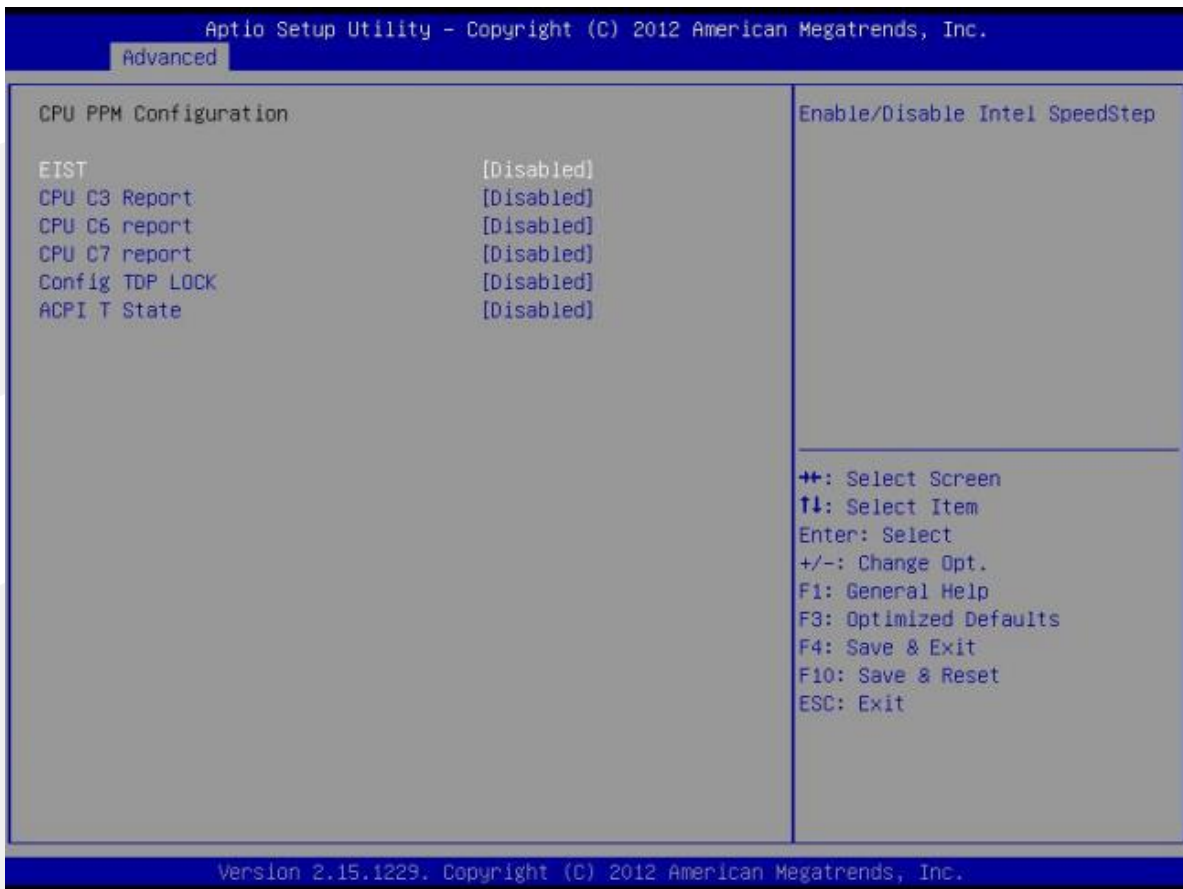 Aptio Setup Utility – Copyright (C) 2012 American Megatrends, Inc.
Advanced
CPU PPM Configuration
EIST [Disabled]
CPU C3 Report [Disabled]
CPU C6 report [Disabled]
CPU C7 report [Disabled]
Config TDP LOCK [Disabled]
ACPI T State [Disabled]
Enable/Disable Intel SpeedStep
→←: Select Screen
↑↓: Select Item
Enter: Select
+/-: Change Opt.
F1: General Help
F3: Optimized Defaults
F4: Save & Exit
F10: Save & Reset
ESC: Exit
Version 2.15.1229. Copyright (C) 2012 American Megatrends, Inc.